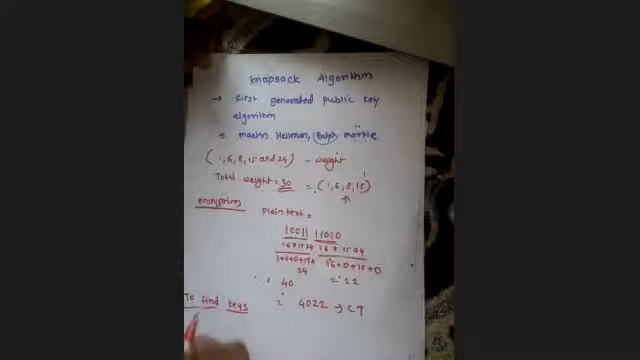 Knapsack Algorithm
→ First generated public key
algorithm
→ Martin Hellman, Ralph Merkle
(1,6,8,15 and 24) - weight
Total weight = 30 = (1,6,8,15)
Encryption
Plain text =
10011 11010
1 6 8 15 24 1 6 8 15 24
1+0+0+15+ 1+6+0+15+0
24
= 40 = 22
To find keys = 4022 → CT